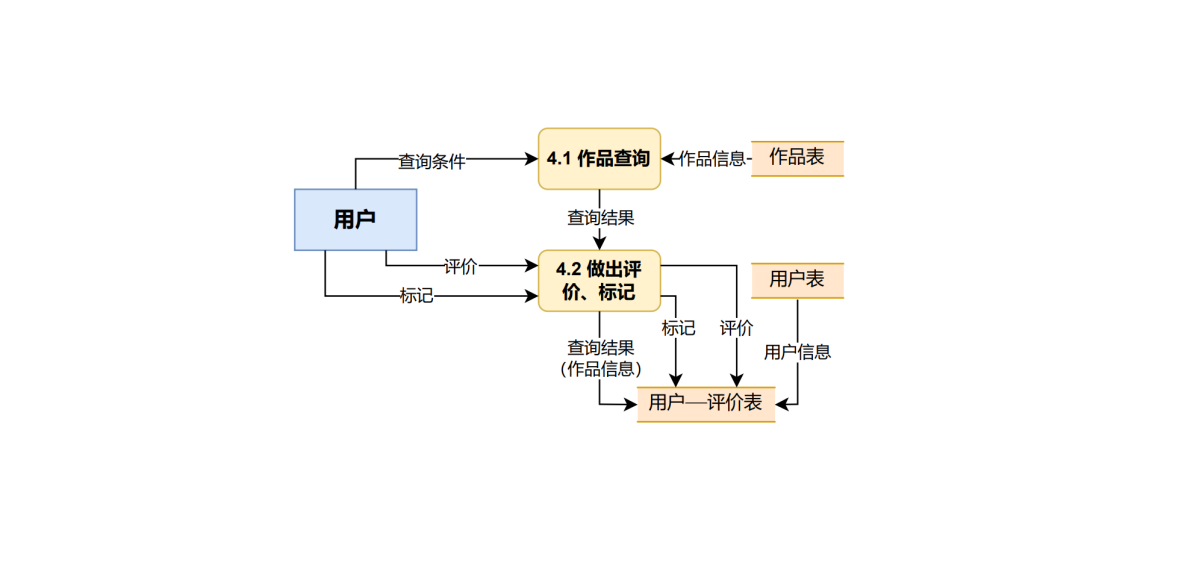 查询条件
4.1 作品查询
作品信息
作品表
用户
查询结果
评价
标记
4.2 做出评
价、标记
用户表
查询结果
（作品信息）
标记
评价
用户信息
用户—评价表